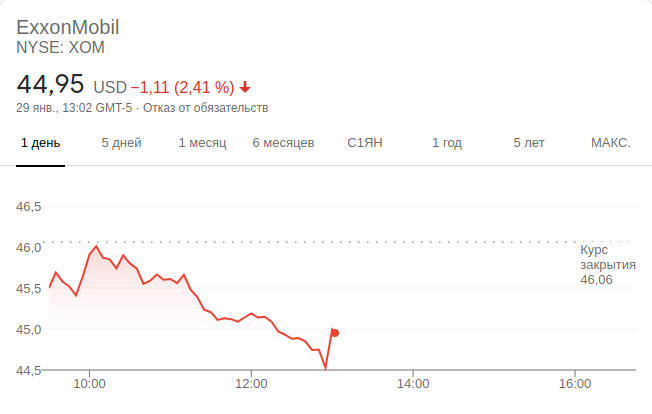 ExxonMobil
NYSE: XOM
44,95 USD −1,11 (2,41 %)
29 янв., 13:02 GMT-5 · Отказ от обязательств
1 день 5 дней 1 месяц 6 месяцев С1ЯН 1 год 5 лет МАКС.
46,5
46,0
Курс
закрытия
46,06
45,5
45,0
44,5
10:00 12:00 14:00 16:00